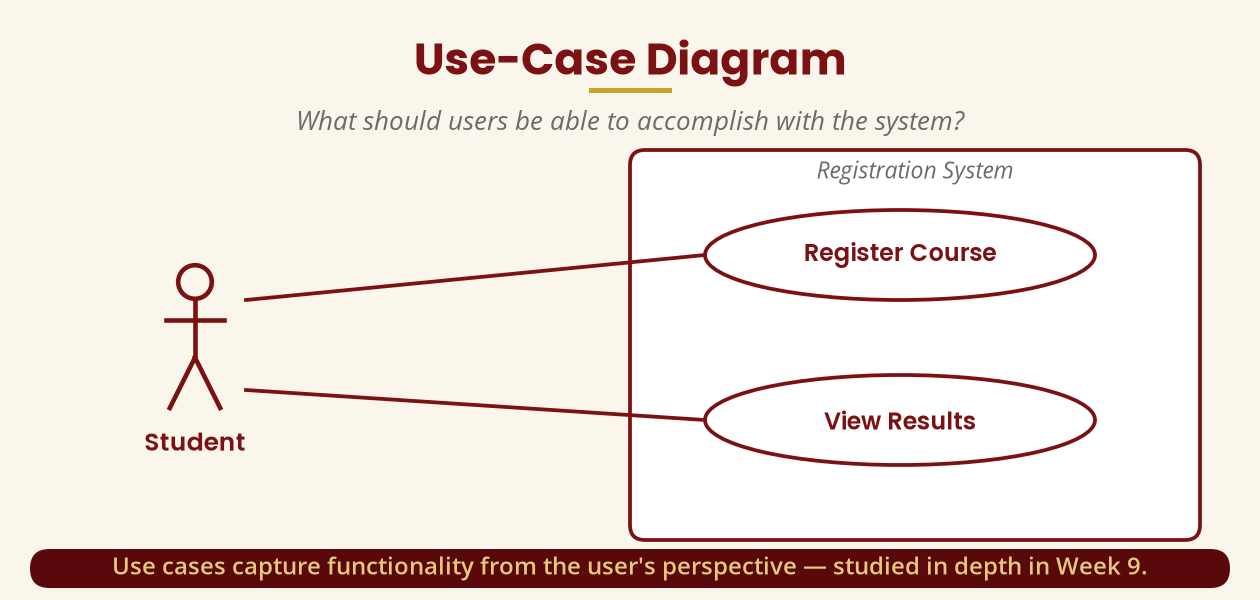 Use-Case Diagram
What should users be able to accomplish with the system?
Registration System
Register Course
View Results
Student
Use cases capture functionality from the user's perspective — studied in depth in Week 9.